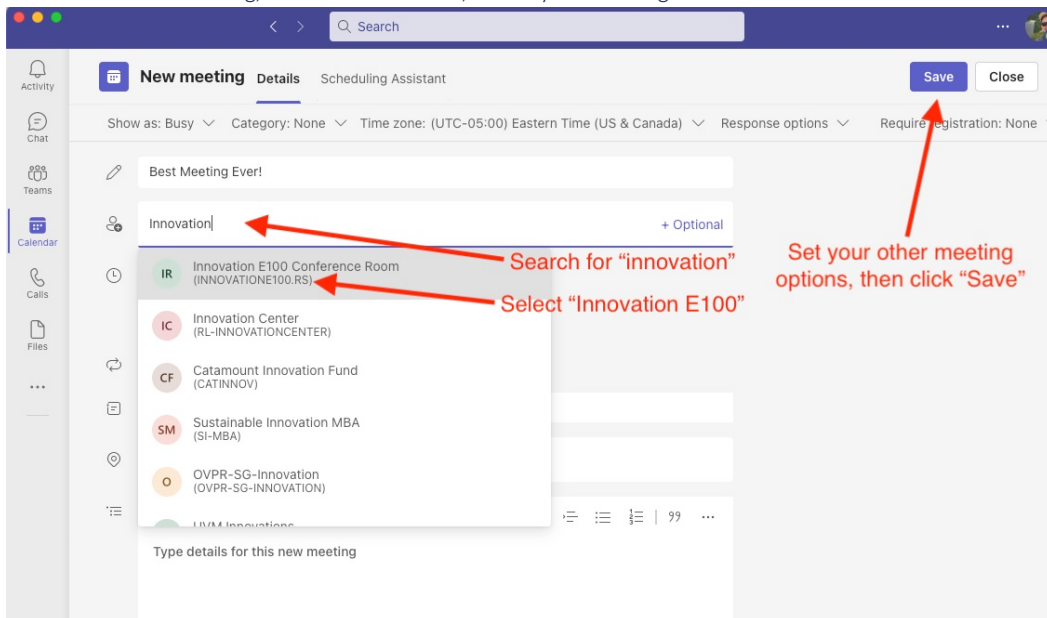 Search
Activity
New meeting Details Scheduling Assistant
Save Close
Chat
Show as: Busy Category: None Time zone: (UTC-05:00) Eastern Time (US & Canada) Response options Require registration: None
Teams
Best Meeting Ever!
Calendar
Innovation + Optional
Calls
IR Innovation E100 Conference Room
(INNOVATIONE100.RS)
Search for "innovation"
Select "Innovation E100"
Set your other meeting
options, then click "Save"
Files
IC Innovation Center
(RL-INNOVATIONCENTER)
CF Catamount Innovation Fund
(CATINNOV)
SM Sustainable Innovation MBA
(SI-MBA)
O OVPR-SG-Innovation
(OVPR-SG-INNOVATION)
UVM Innovations
Type details for this new meeting